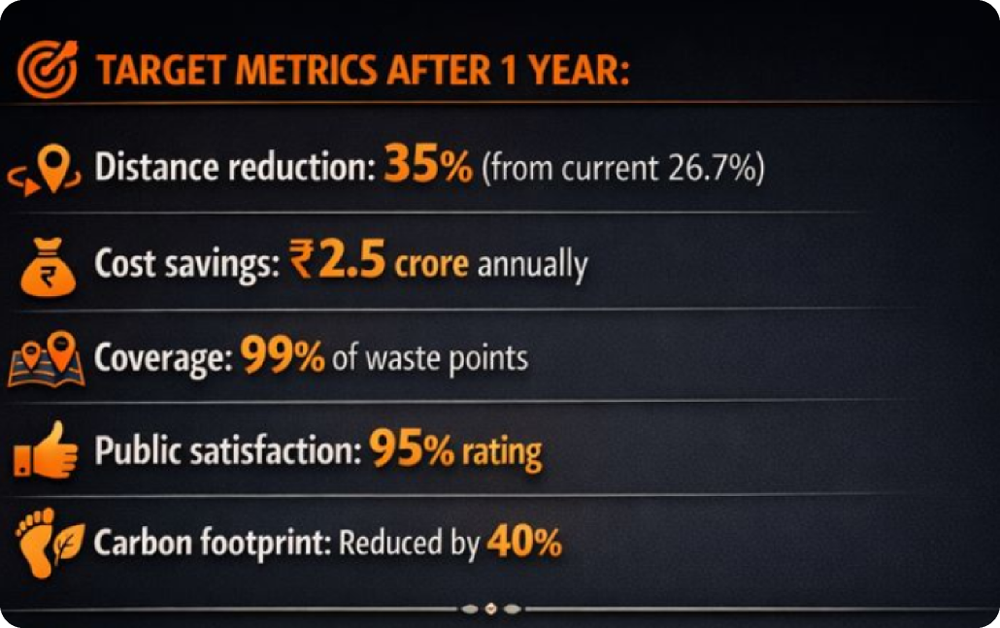 TARGET METRICS AFTER 1 YEAR:
Distance reduction: 35% (from current 26.7%)
Cost savings: ₹2.5 crore annually
Coverage: 99% of waste points
Public satisfaction: 95% rating
Carbon footprint: Reduced by 40%